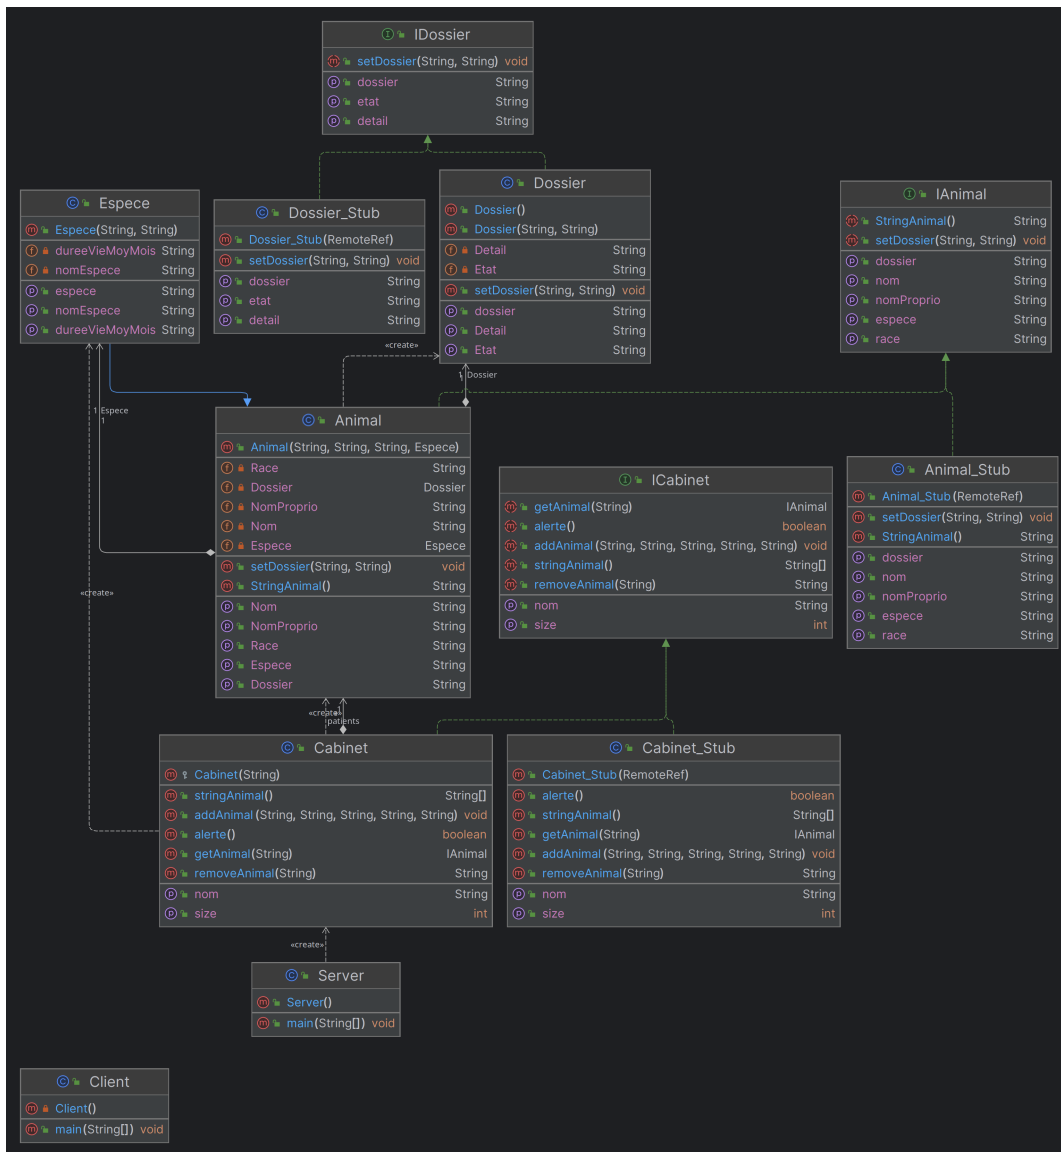 IDossier
setDossier(String, String) void
dossier String
etat String
detail String
Espece
Espece(String, String)
dureeVieMoyMois String
nomEspece String
espece String
nomEspece String
dureeVieMoyMois String
Dossier_Stub
Dossier_Stub(RemoteRef)
setDossier(String, String) void
dossier String
etat String
detail String
Dossier
Dossier()
Dossier(String, String)
Detail String
Etat String
setDossier(String, String) void
dossier String
Detail String
Etat String
IAnimal
StringAnimal() String
setDossier(String, String) void
dossier String
nom String
nomProprio String
espece String
race String
«create»
1 Dossier
1
1 Espece
1
Animal
Animal(String, String, String, Espece)
Race String
Dossier Dossier
NomProprio String
Nom String
Espece Espece
setDossier(String, String) void
StringAnimal() String
Nom String
NomProprio String
Race String
Espece String
Dossier String
ICabinet
getAnimal(String) IAnimal
alerte() boolean
addAnimal(String, String, String, String, String) void
stringAnimal() String[]
removeAnimal(String) String
nom String
size int
Animal_Stub
Animal_Stub(RemoteRef)
setDossier(String, String) void
StringAnimal() String
dossier String
nom String
nomProprio String
espece String
race String
«create»
«create»
1
patients
Cabinet
Cabinet(String)
stringAnimal() String[]
addAnimal(String, String, String, String, String) void
alerte() boolean
getAnimal(String) IAnimal
removeAnimal(String) String
nom String
size int
Cabinet_Stub
Cabinet_Stub(RemoteRef)
alerte() boolean
stringAnimal() String[]
getAnimal(String) IAnimal
addAnimal(String, String, String, String, String) void
removeAnimal(String) String
nom String
size int
«create»
Server
Server()
main(String[]) void
Client
Client()
main(String[]) void